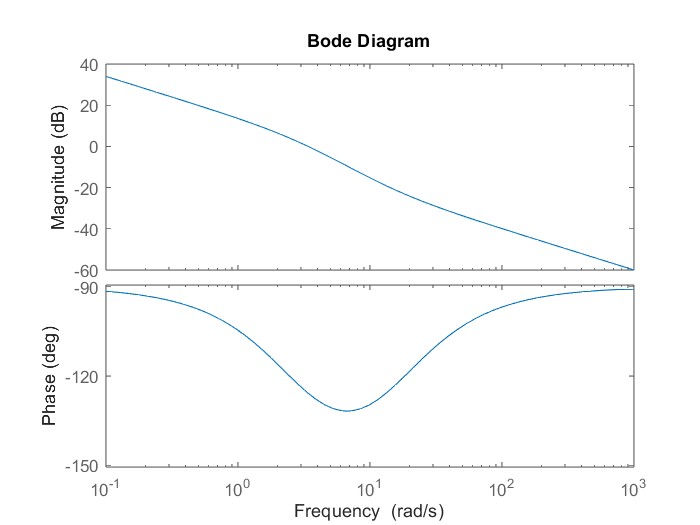 Bode Diagram
Magnitude (dB)
40
20
0
-20
-40
-60
Phase (deg)
-90
-120
-150
10^-1 10^0 10^1 10^2 10^3
Frequency (rad/s)